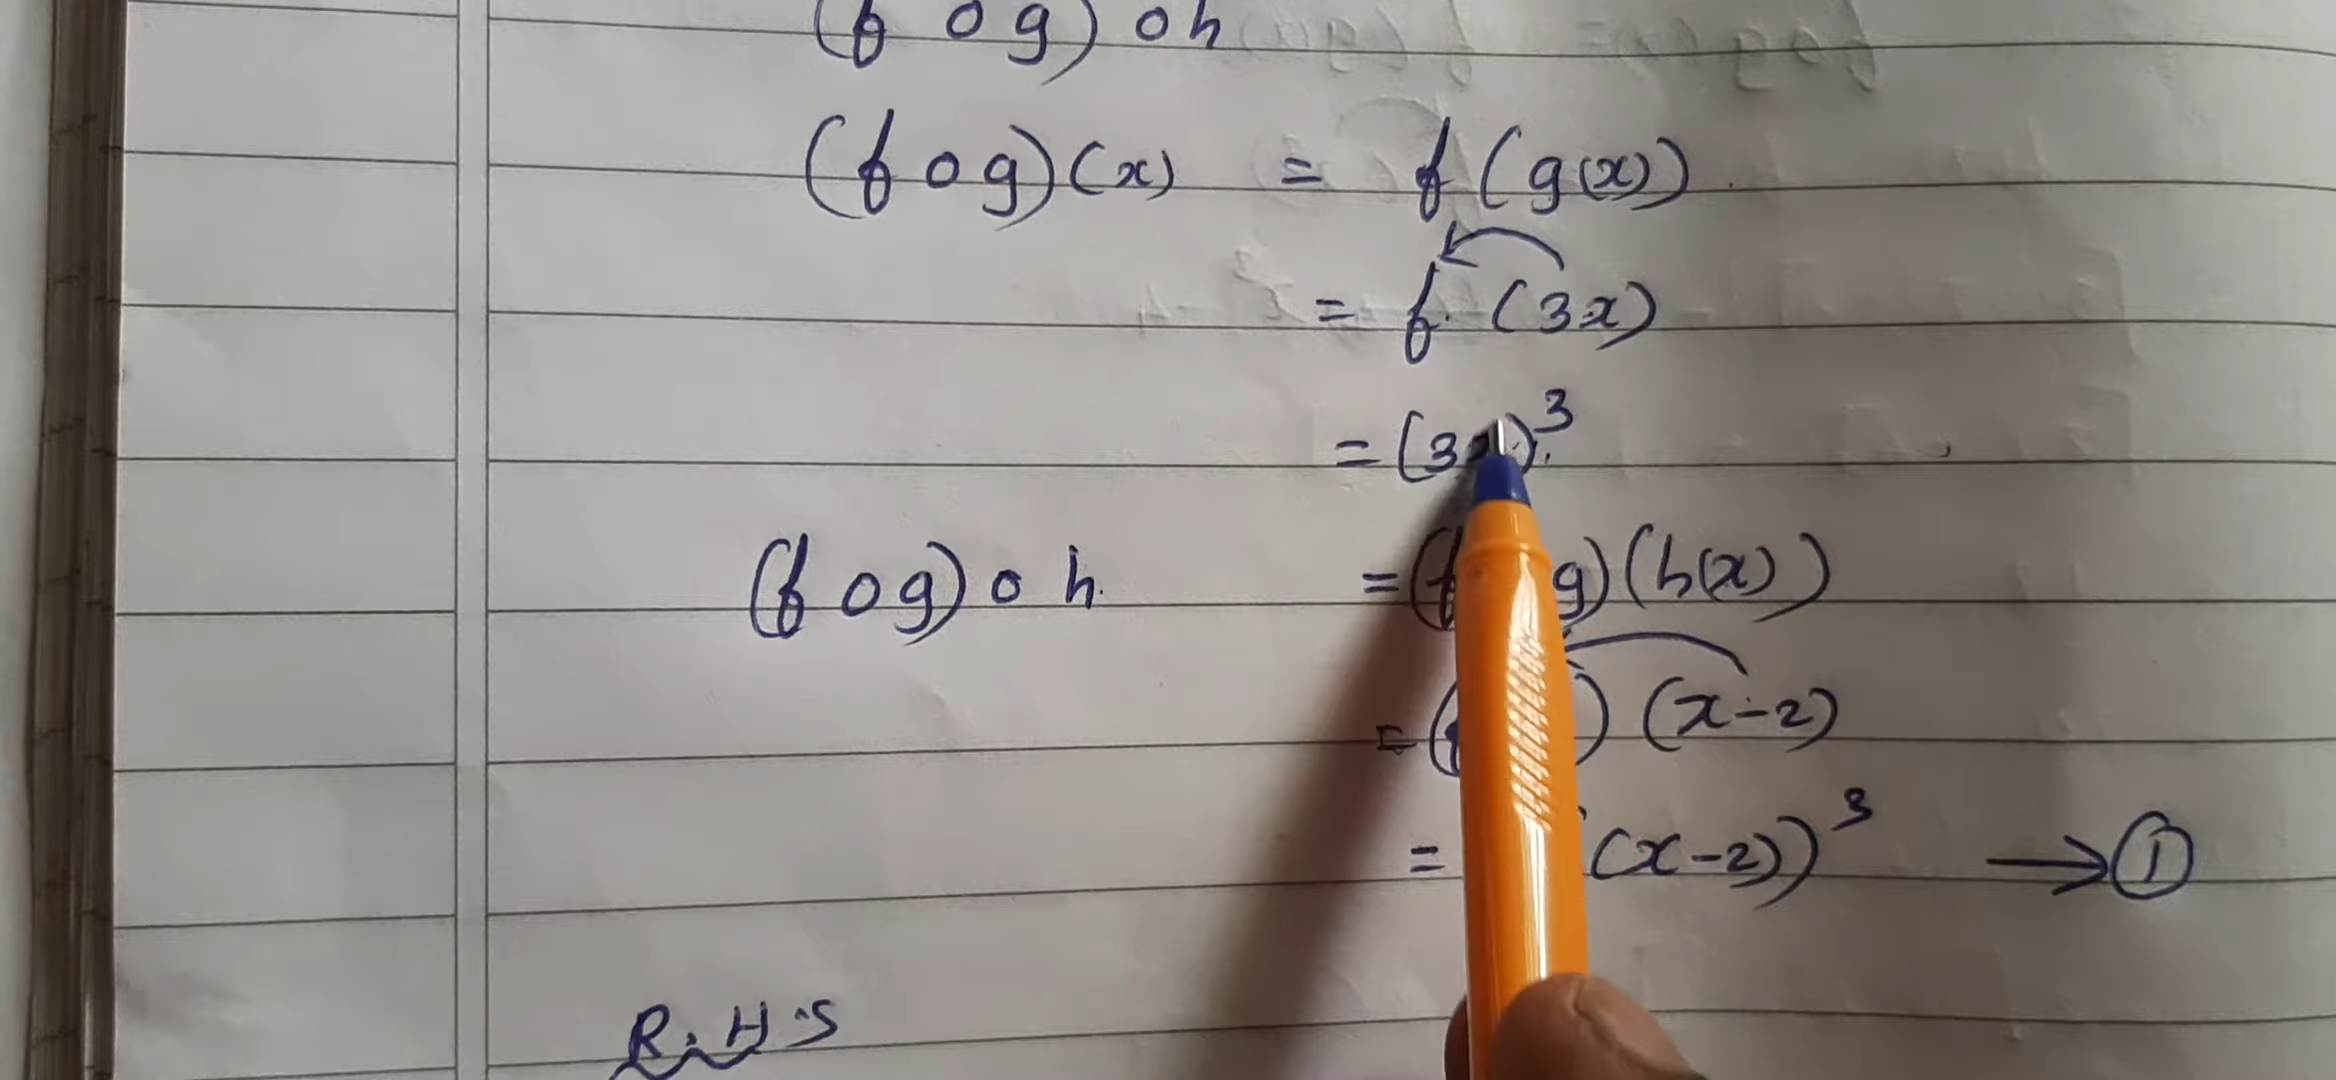 (f o g) o h
(f o g)(x) = f(g(x))
= f (3x)
= (3x)³
(f o g) o h = (f g)(h(x))
= ( ) (x-2)
= (x-2))³ → ①
R.H.S